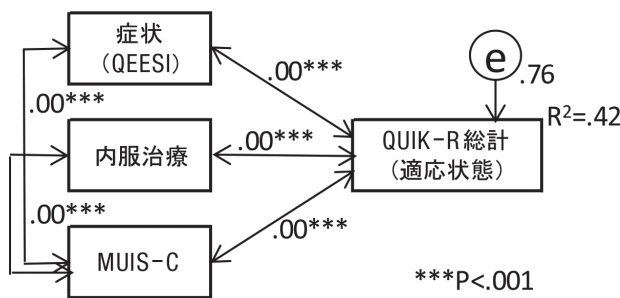 症状
(QEESI)
.00***
e
.76
R²=.42
.00***
内服治療
.00***
QUIK-R総計
(適応状態)
.00***
.00***
MUIS-C
***P<.001